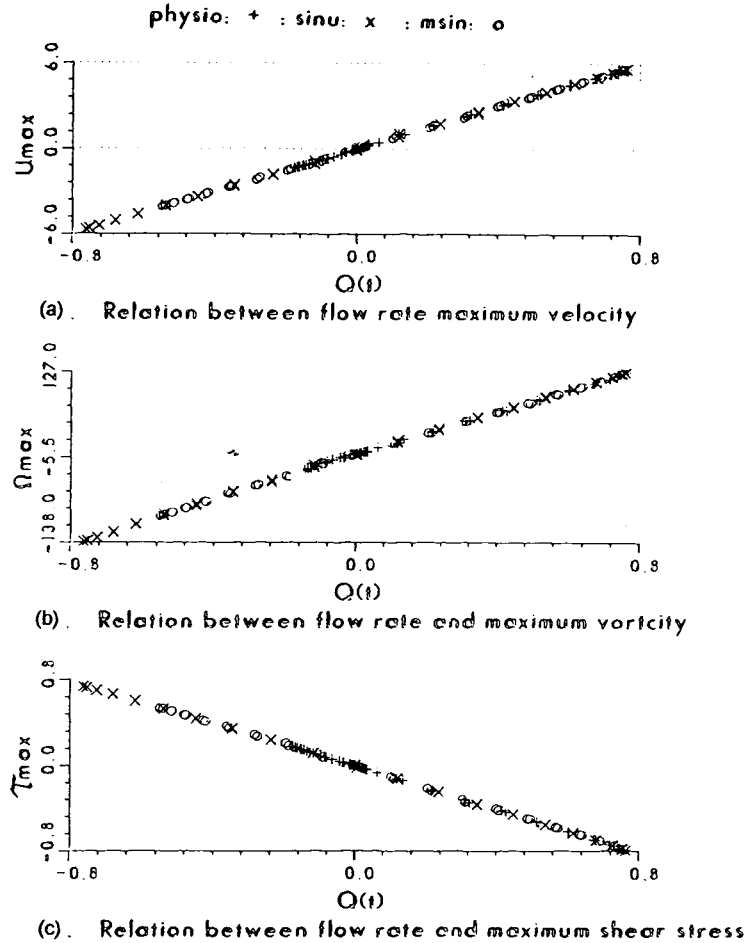 physio: + : sinu: x : msin: o
6.0
0.0
-6.0
Umax
-0.8 0.0 0.8
Q(t)
(a). Relation between flow rate maximum velocity
127.0
-5.5
-138.0
Ωmax
-0.8 0.0 0.8
Q(t)
(b). Relation between flow rate and maximum vortcity
0.8
0.0
-0.8
τmax
-0.8 0.0 0.8
Q(t)
(c). Relation between flow rate and maximum shear stress